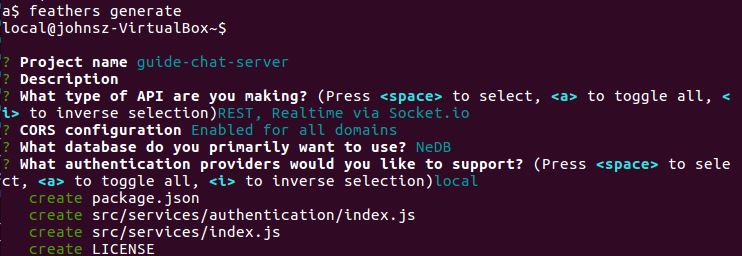 a$ feathers generate
local@johnsz-VirtualBox~$
? Project name guide-chat-server
? Description
? What type of API are you making? (Press <space> to select, <a> to toggle all, <
i> to inverse selection)REST, Realtime via Socket.io
? CORS configuration Enabled for all domains
? What database do you primarily want to use? NeDB
? What authentication providers would you like to support? (Press <space> to sele
ct, <a> to toggle all, <i> to inverse selection)local
create package.json
create src/services/authentication/index.js
create src/services/index.js
create LICENSE